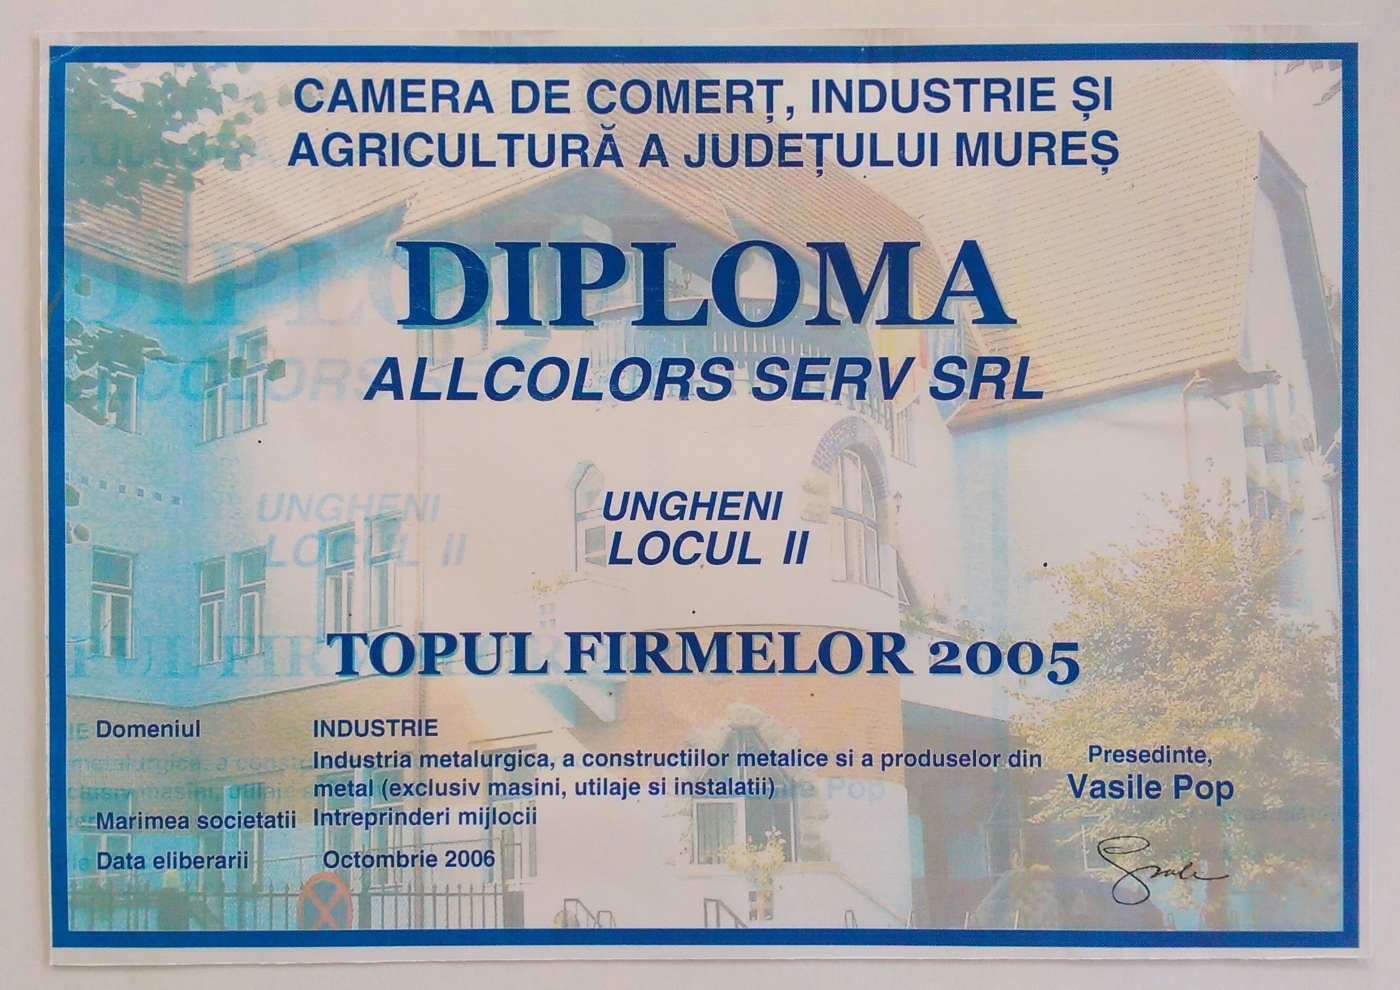 CAMERA DE COMERȚ, INDUSTRIE ȘI
AGRICULTURĂ A JUDEȚULUI MUREȘ
DIPLOMA
ALLCOLORS SERV SRL
UNGHENI
LOCUL II
TOPUL FIRMELOR 2005
Domeniul INDUSTRIE
Industria metalurgica, a constructiilor metalice si a produselor din
metal (exclusiv masini, utilaje si instalatii)
Marimea societatii Intreprinderi mijlocii
Data eliberarii Octombrie 2006
Presedinte,
Vasile Pop